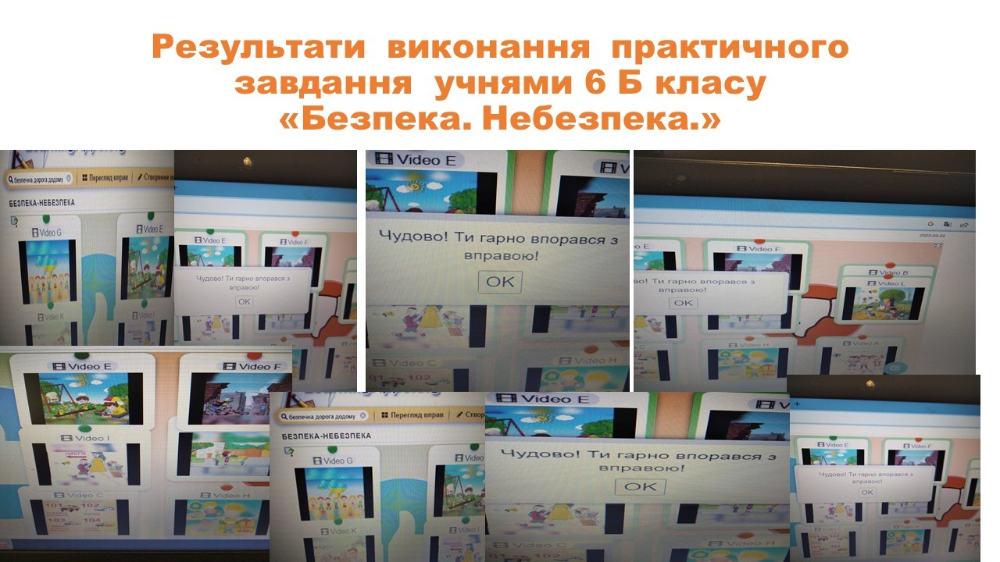 Результати виконання практичного
завдання учнями 6 Б класу
«Безпека. Небезпека.»
безпечна дорога додому
Перегляд вправ
БЕЗПЕКА-НЕБЕЗПЕКА
Video G
Video E
Video K
Video I
Video E
Video F
Чудово! Ти гарно впорався з
вправою!
OK
Video E
Чудово! Ти гарно впорався з
вправою!
OK
Video C
Video H
101
102
2023-03-22
Video E
Video F
Video B
Video L
Ти гарно впорався з
вправою!
OK
Video C
Video H
Video A
Video E
Video F
Video I
Video C
Video H
101
102
103
104
безпечна дорога додому
Перегляд вправ
БЕЗПЕКА-НЕБЕЗПЕКА
Video G
Video K
Video E
Чудово! Ти гарно впорався з
вправою!
OK
Video C
Video H
Video E
Video F
Чудово! Ти гарно впорався з
вправою!
OK